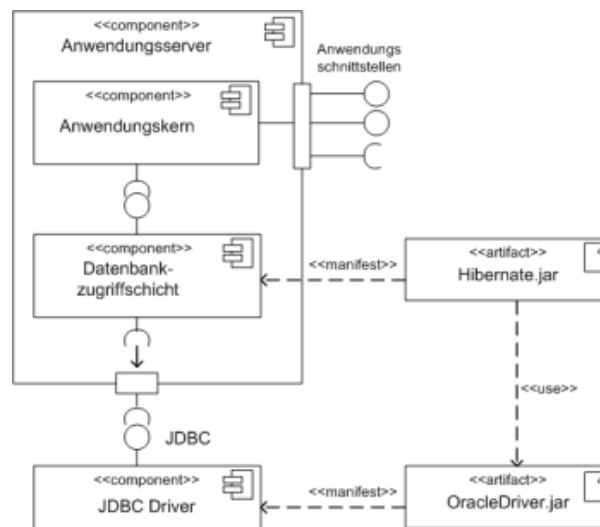 <<component>>
Anwendungsserver
Anwendungs
schnittstellen
<<component>>
Anwendungskern
<<component>>
Datenbank-
zugriffschicht
<<manifest>>
<<artifact>>
Hibernate.jar
<<use>>
JDBC
<<component>>
JDBC Driver
<<manifest>>
<<artifact>>
OracleDriver.jar